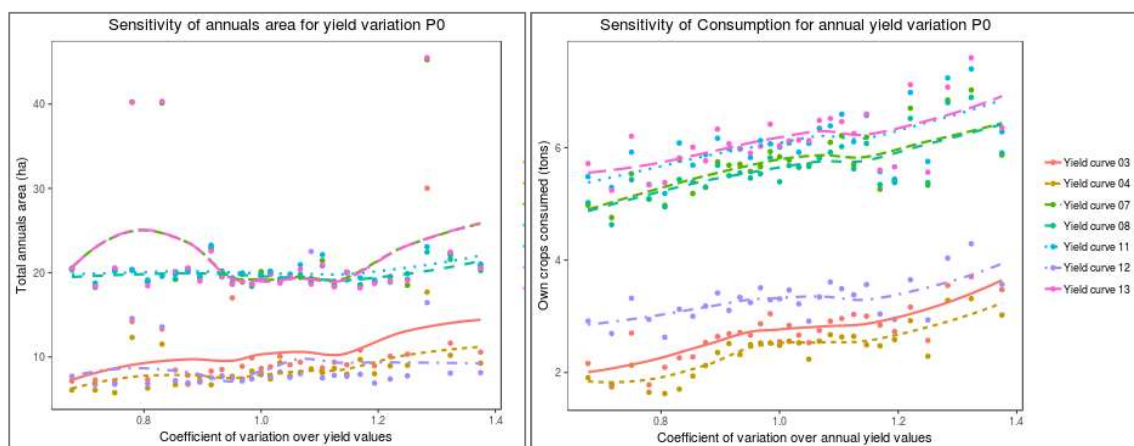 Sensitivity of annuals area for yield variation P0
Total annuals area (ha)
40
30
20
10
0.8
1.0
1.2
1.4
Coefficient of variation over yield values
Sensitivity of Consumption for annual yield variation P0
Own crops consumed (tons)
6
4
2
0.8
1.0
1.2
1.4
Coefficient of variation over annual yield values
Yield curve 03
Yield curve 04
Yield curve 07
Yield curve 08
Yield curve 11
Yield curve 12
Yield curve 13